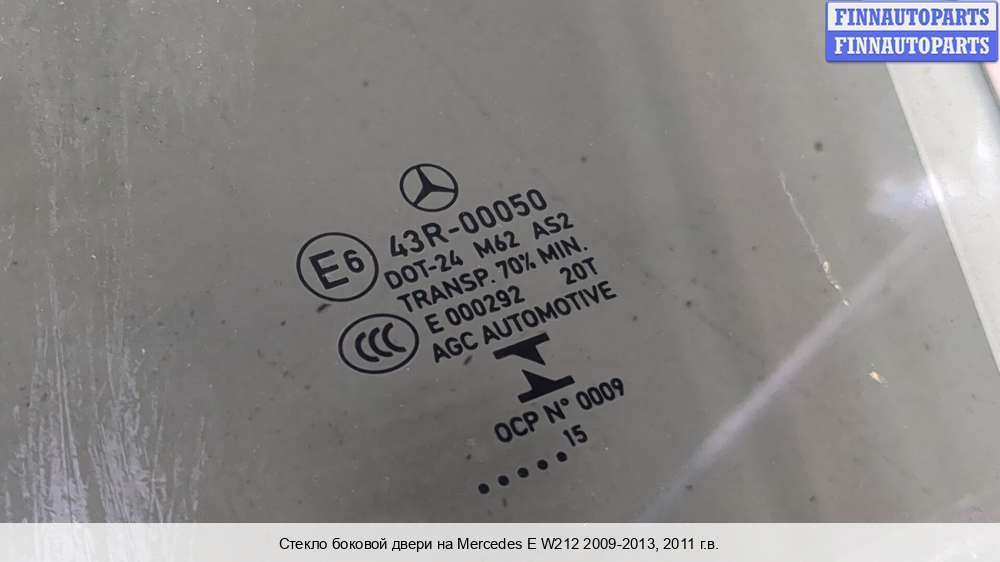 FINNAUTOPARTS
FINNAUTOPARTS
43R-00050
E6
DOT-24 M62 AS2
TRANSP. 70% MIN.
E 000292 20T
CCC
AGC AUTOMOTIVE
OCP N° 0009
.....15
Стекло боковой двери на Mercedes E W212 2009-2013, 2011 г.в.